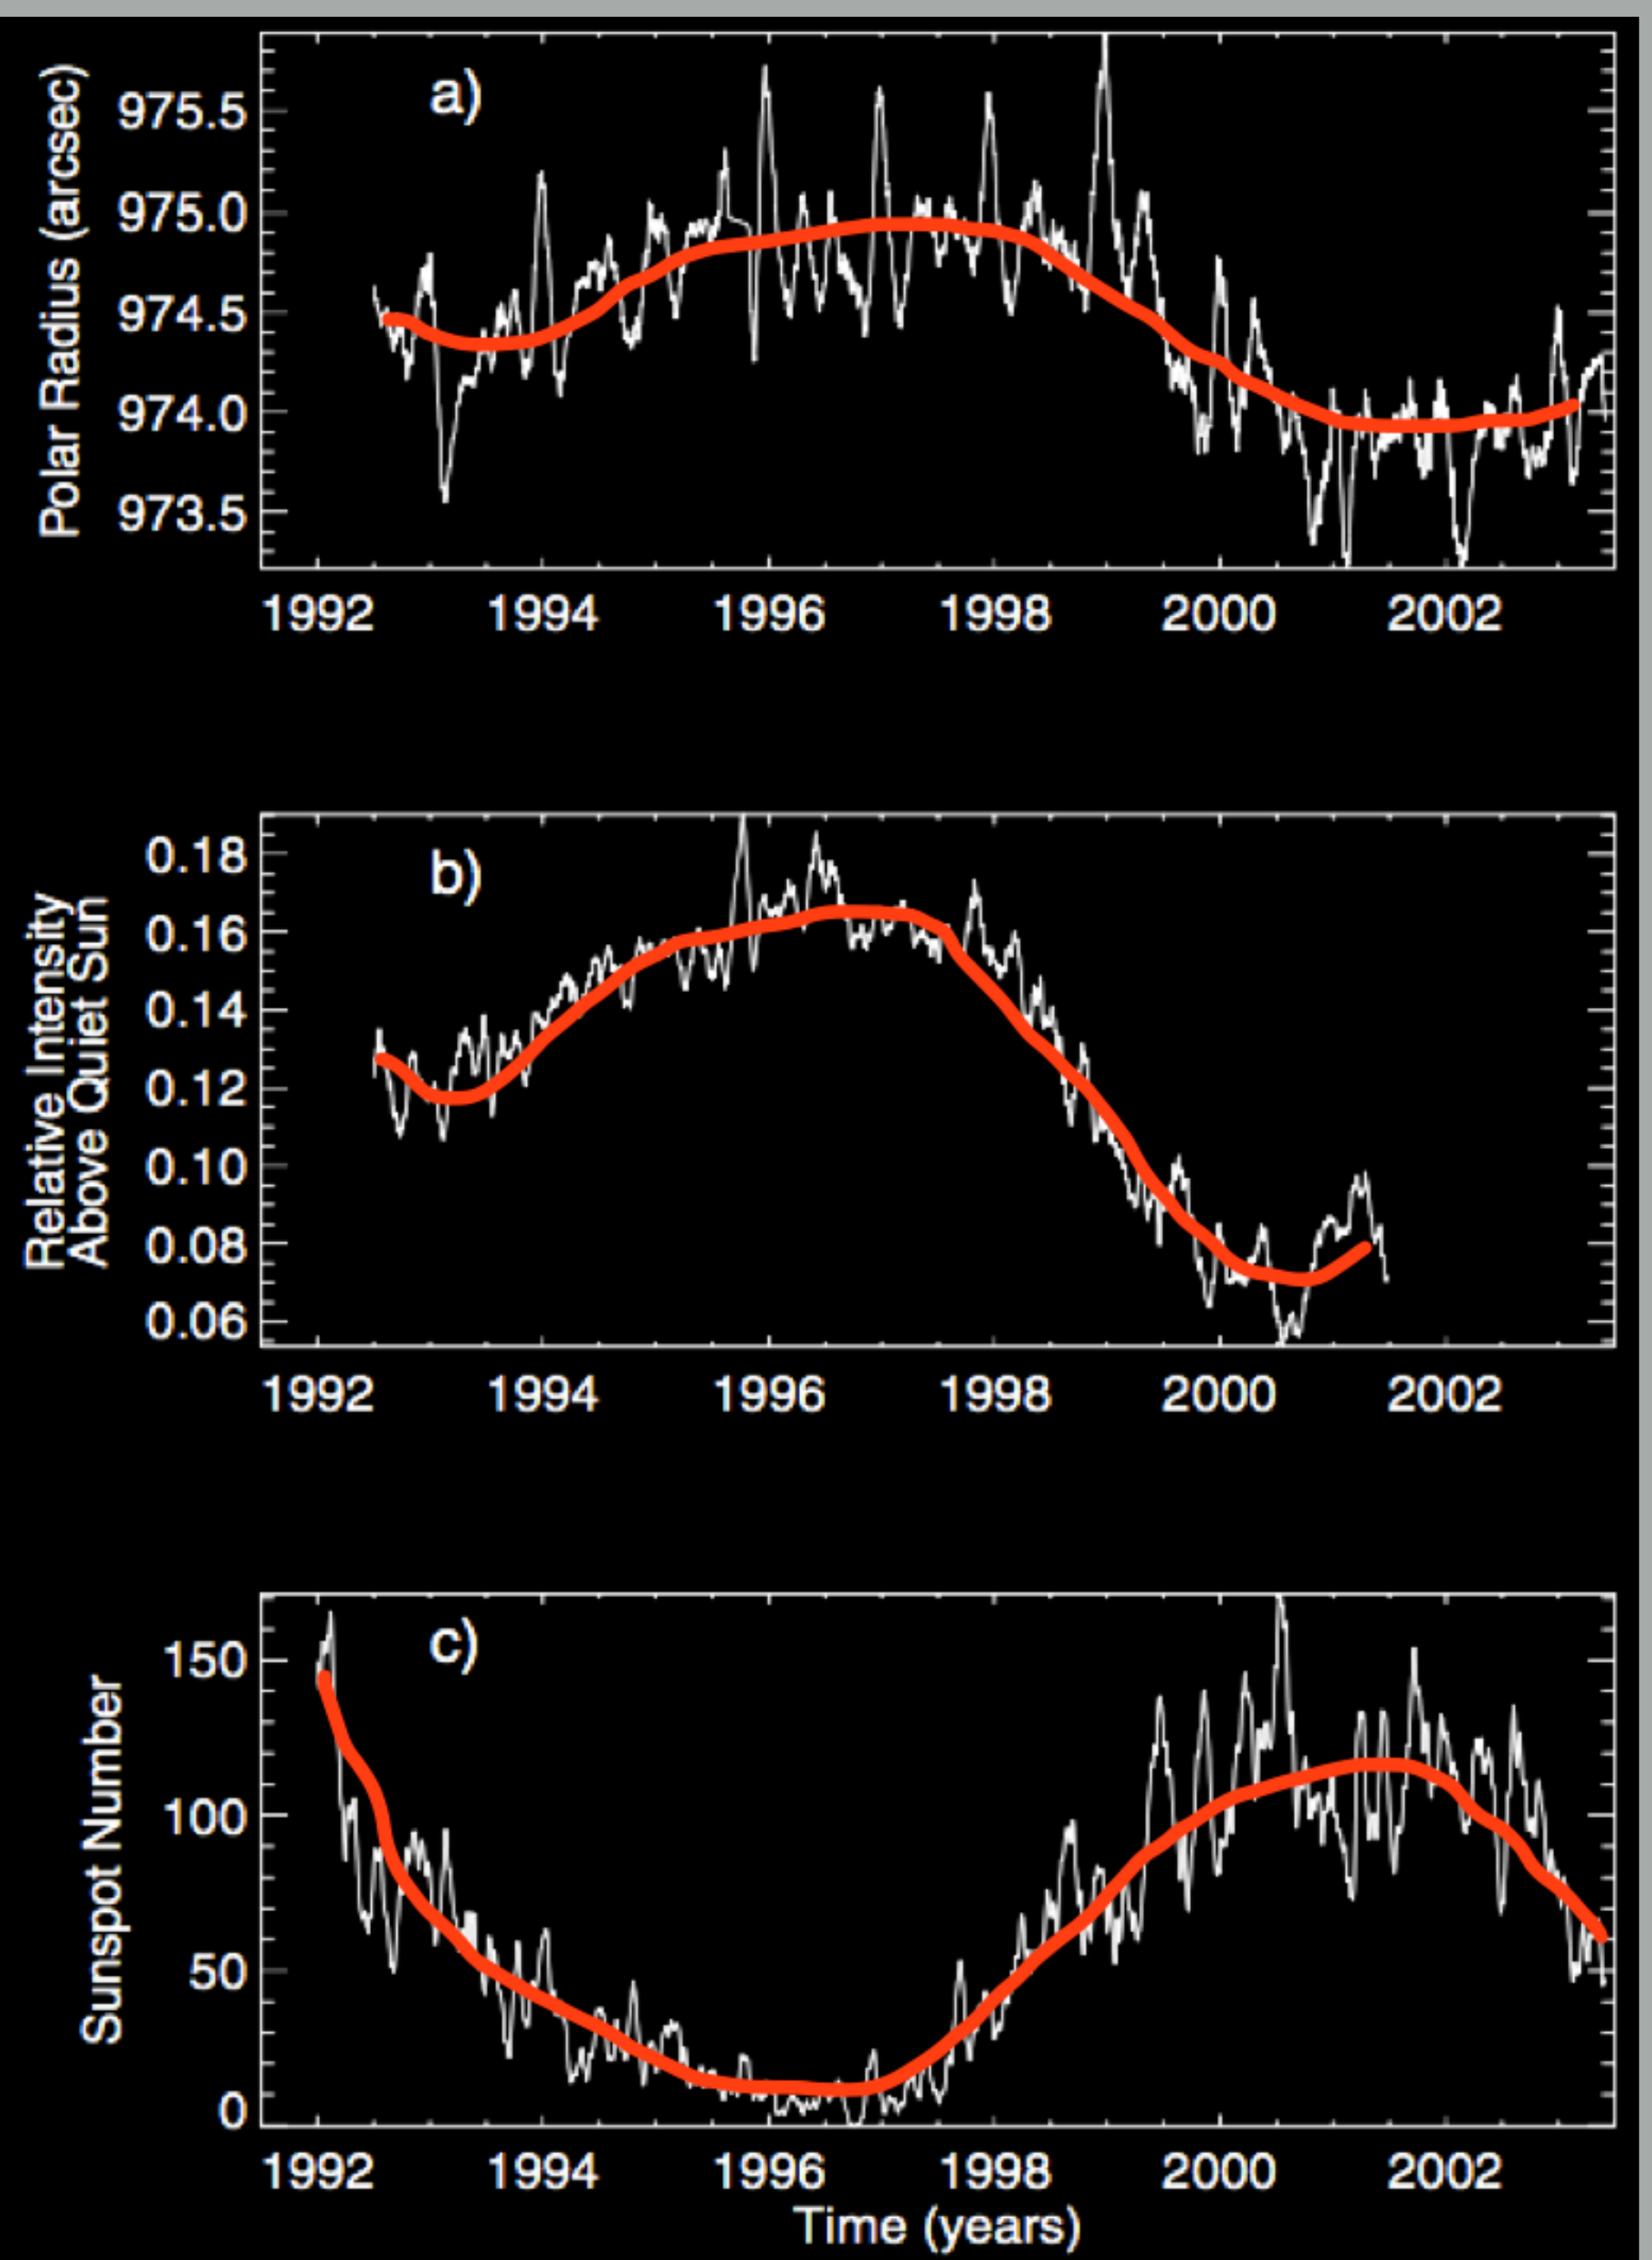 a)
Polar Radius (arcsec)
975.5
975.0
974.5
974.0
973.5
1992 1994 1996 1998 2000 2002
b)
Relative Intensity
Above Quiet Sun
0.18
0.16
0.14
0.12
0.10
0.08
0.06
1992 1994 1996 1998 2000 2002
c)
Sunspot Number
150
100
50
0
1992 1994 1996 1998 2000 2002
Time (years)